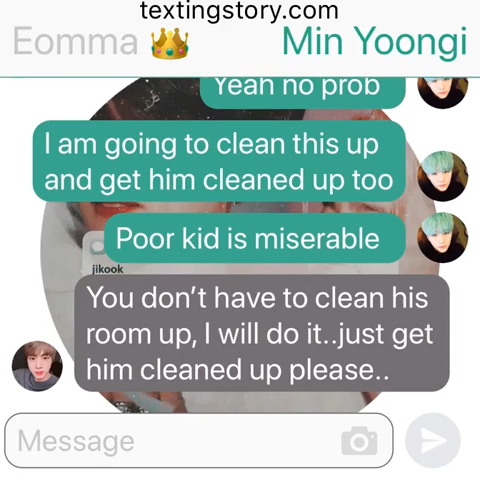 textingstory.com
Eomma 👑 Min Yoongi
Yeah no prob
I am going to clean this up
and get him cleaned up too
Poor kid is miserable
jikook
You don't have to clean his
room up, I will do it..just get
him cleaned up please..
Message